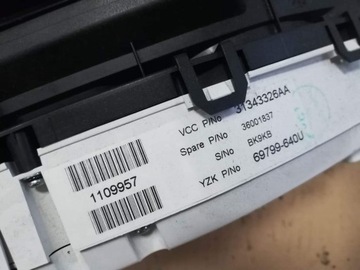 VCC P/No 31343326AA
Spare P/No 36001837
S/No BK9KB
YZK P/No 69799-640U
1109957